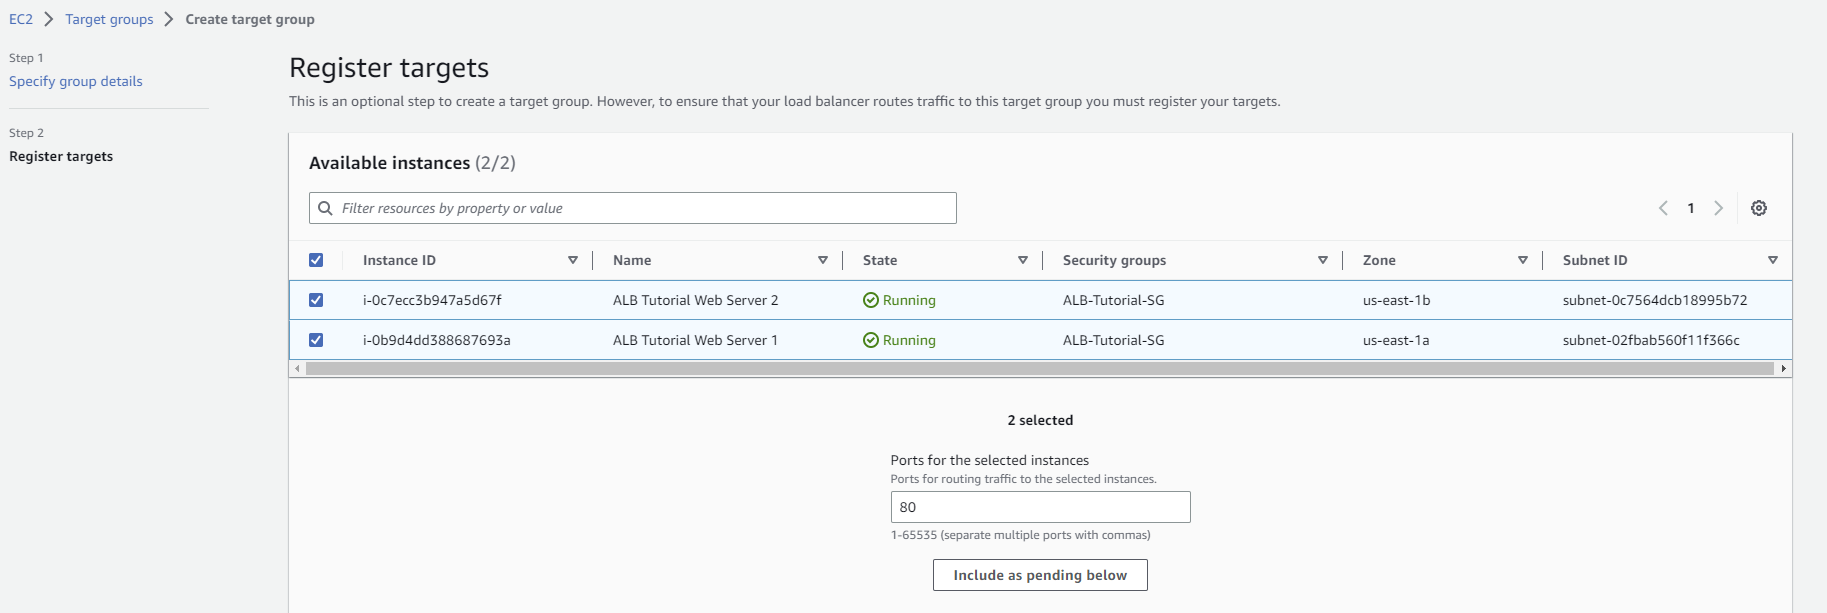 EC2 > Target groups > Create target group
Step 1
Specify group details
Step 2
Register targets
Register targets
This is an optional step to create a target group. However, to ensure that your load balancer routes traffic to this target group you must register your targets.
Available instances (2/2)
Filter resources by property or value
1
Instance ID Name State Security groups Zone Subnet ID
i-0c7ecc3b947a5d67f ALB Tutorial Web Server 2 Running ALB-Tutorial-SG us-east-1b subnet-0c7564dcb18995b72
i-0b9d4dd388687693a ALB Tutorial Web Server 1 Running ALB-Tutorial-SG us-east-1a subnet-02fbab560f11f366c
2 selected
Ports for the selected instances
Ports for routing traffic to the selected instances.
80
1-65535 (separate multiple ports with commas)
Include as pending below